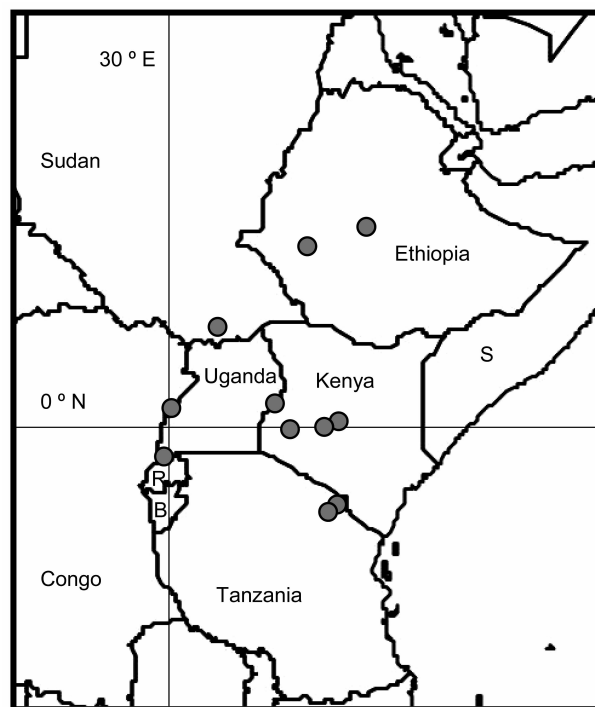 30 º E
Sudan
Ethiopia
S
Uganda
Kenya
0 º N
R
B
Congo
Tanzania